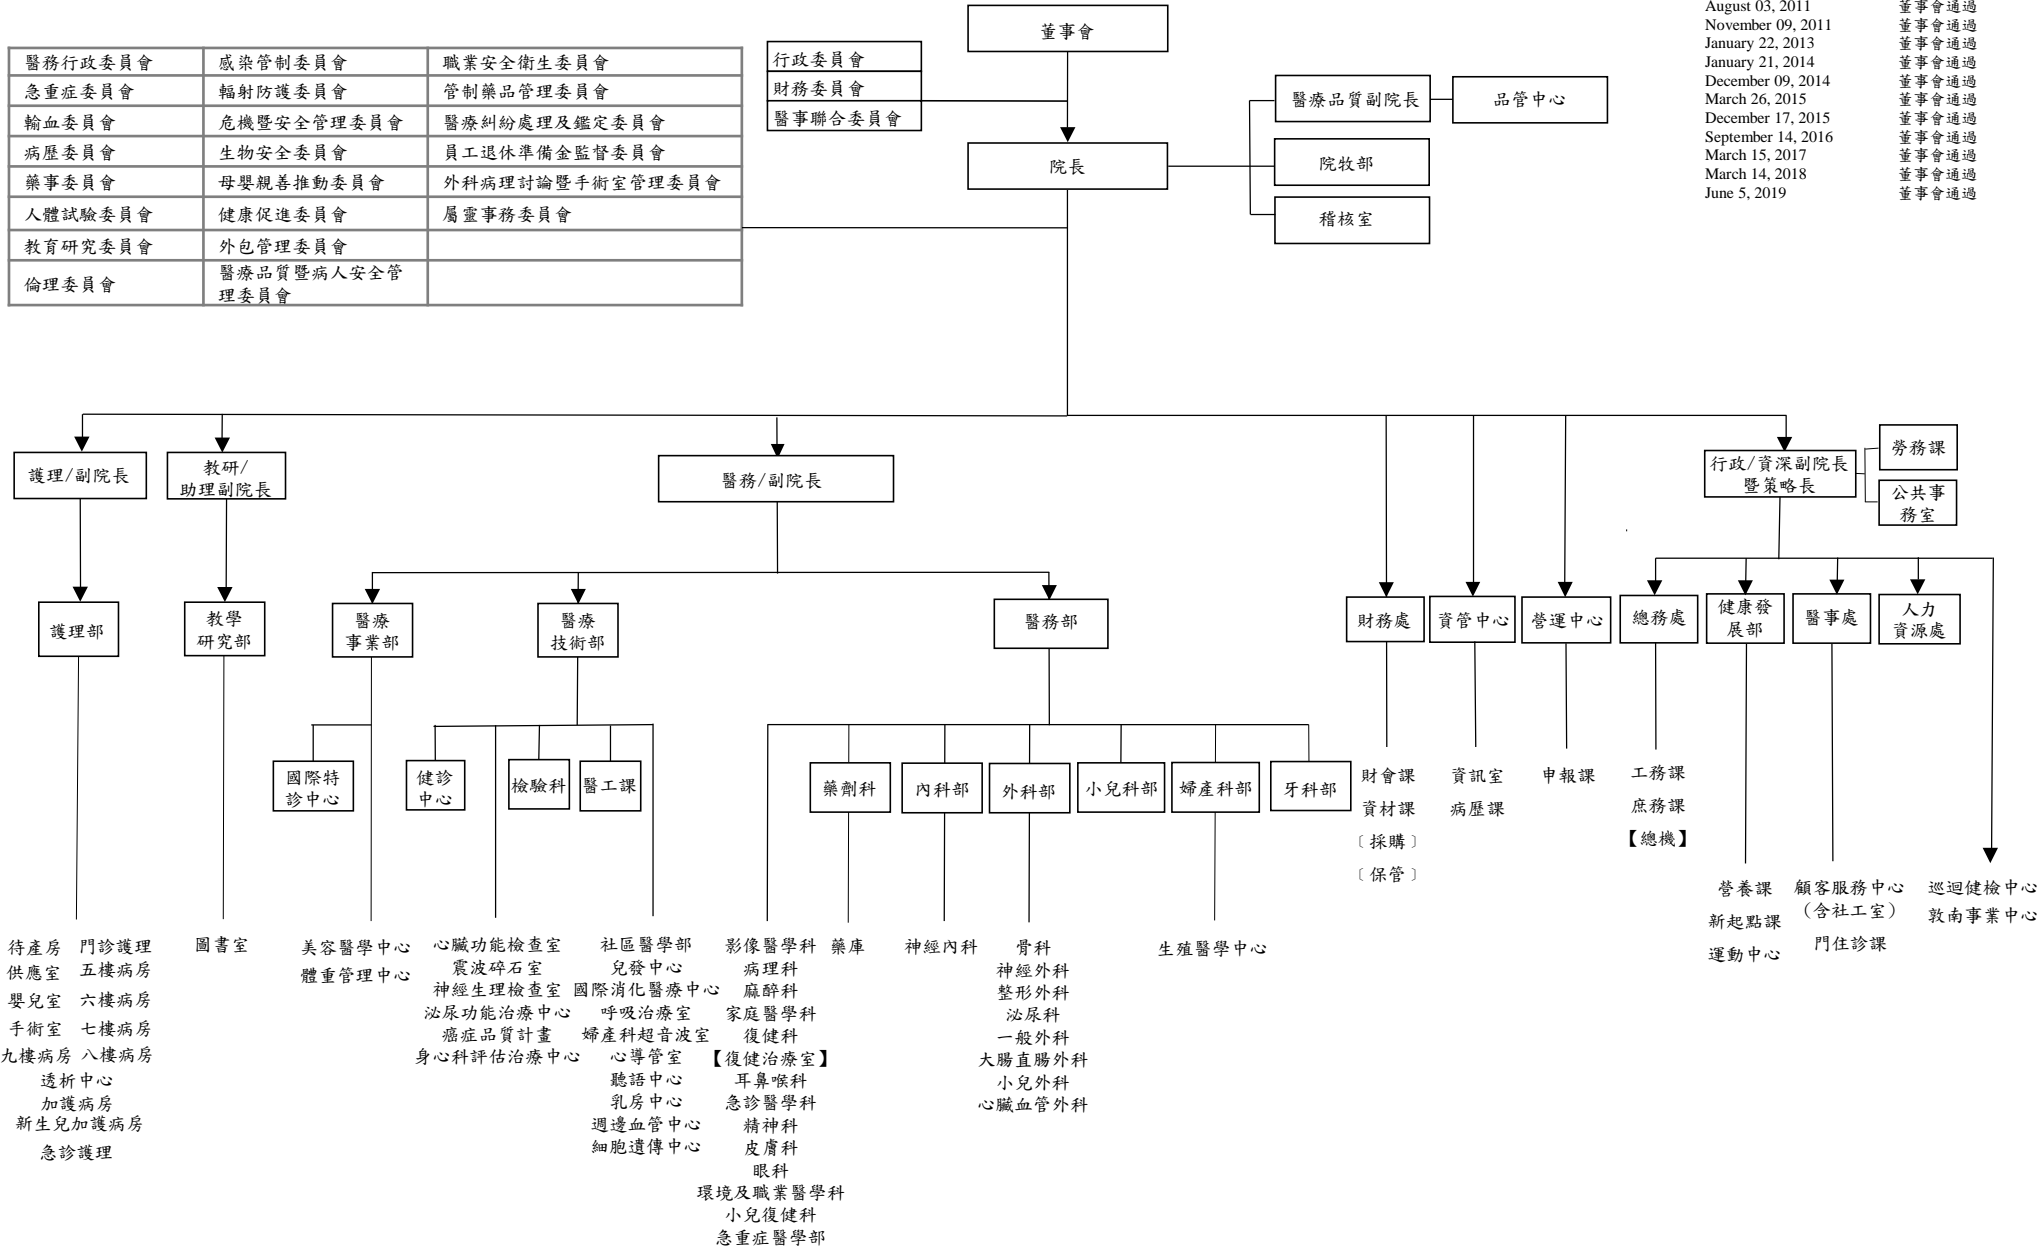 August 03, 2011 董事會通過
November 09, 2011 董事會通過
January 22, 2013 董事會通過
January 21, 2014 董事會通過
December 09, 2014 董事會通過
March 26, 2015 董事會通過
December 17, 2015 董事會通過
September 14, 2016 董事會通過
March 15, 2017 董事會通過
March 14, 2018 董事會通過
June 5, 2019 董事會通過
董事會
行政委員會
財務委員會
醫事聯合委員會
醫務行政委員會 感染管制委員會 職業安全衛生委員會
急重症委員會 輻射防護委員會 管制藥品管理委員會
輸血委員會 危機暨安全管理委員會 醫療糾紛處理及鑑定委員會
病歷委員會 生物安全委員會 員工退休準備金監督委員會
藥事委員會 母嬰親善推動委員會 外科病理討論暨手術室管理委員會
人體試驗委員會 健康促進委員會 屬靈事務委員會
教育研究委員會 外包管理委員會
倫理委員會 醫療品質暨病人安全管
理委員會
院長
醫療品質副院長 品管中心
院牧部
稽核室
護理/副院長
教研/
助理副院長
醫務/副院長
行政/資深副院長
暨策略長
勞務課
公共事
務室
護理部
教學
研究部
醫療
事業部
醫療
技術部
醫務部
財務處
資管中心
營運中心
總務處
健康發
展部
醫事處
人力
資源處
國際特
診中心
健診
中心
檢驗科
醫工課
藥劑科
內科部
外科部
小兒科部
婦產科部
牙科部
財會課
資材課
〔採購〕
〔保管〕
資訊室
病歷課
申報課
工務課
庶務課
【總機】
營養課
新起點課
運動中心
顧客服務中心
(含社工室)
門住診課
巡迴健檢中心
敦南事業中心
待產房 門診護理
供應室 五樓病房
嬰兒室 六樓病房
手術室 七樓病房
九樓病房 八樓病房
透析中心
加護病房
新生兒加護病房
急診護理
圖書室
美容醫學中心
體重管理中心
心臟功能檢查室
震波碎石室
神經生理檢查室
泌尿功能治療中心
癌症品質計畫
身心科評估治療中心
社區醫學部
兒發中心
國際消化醫療中心
呼吸治療室
婦產科超音波室
心導管室
聽語中心
乳房中心
週邊血管中心
細胞遺傳中心
影像醫學科
病理科
麻醉科
家庭醫學科
復健科
【復健治療室】
耳鼻喉科
急診醫學科
精神科
皮膚科
眼科
環境及職業醫學科
小兒復健科
急重症醫學部
藥庫
神經內科
骨科
神經外科
整形外科
泌尿科
一般外科
大腸直腸外科
小兒外科
心臟血管外科
生殖醫學中心